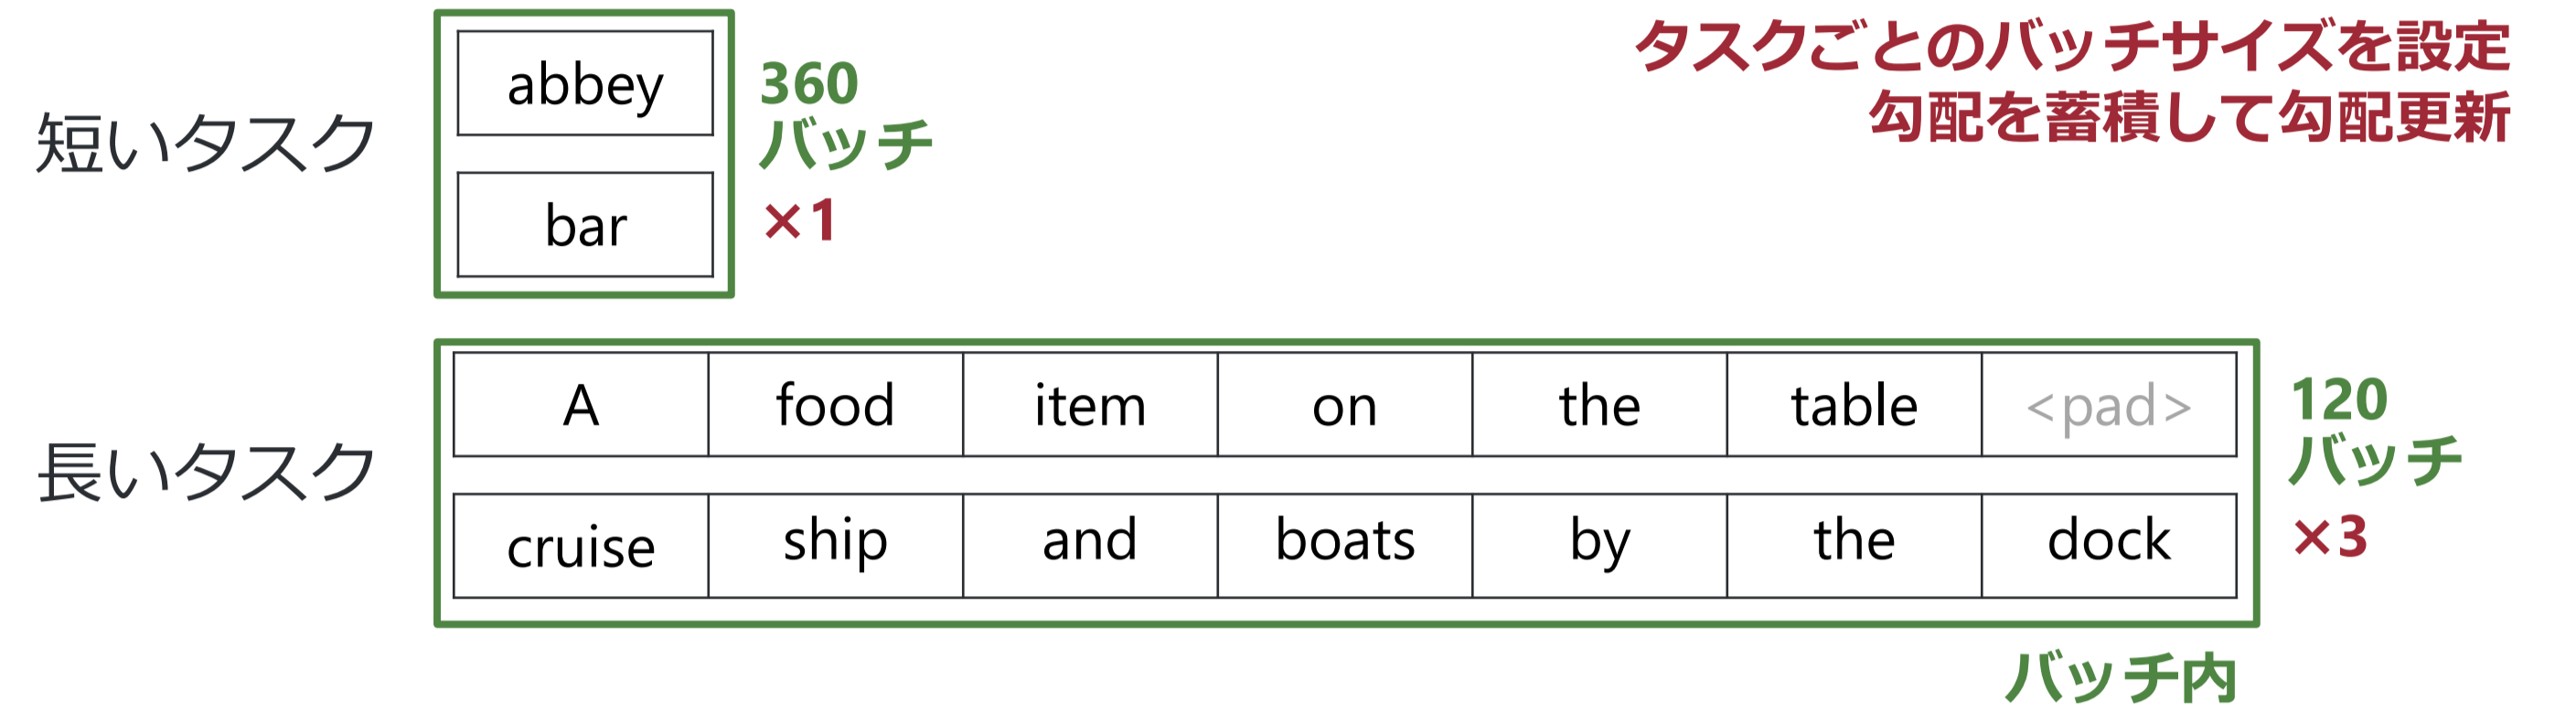 タスクごとのバッチサイズを設定
勾配を蓄積して勾配更新
短いタスク
abbey
bar
360
バッチ
×1
長いタスク
A food item on the table <pad>
cruise ship and boats by the dock
120
バッチ
×3
バッチ内